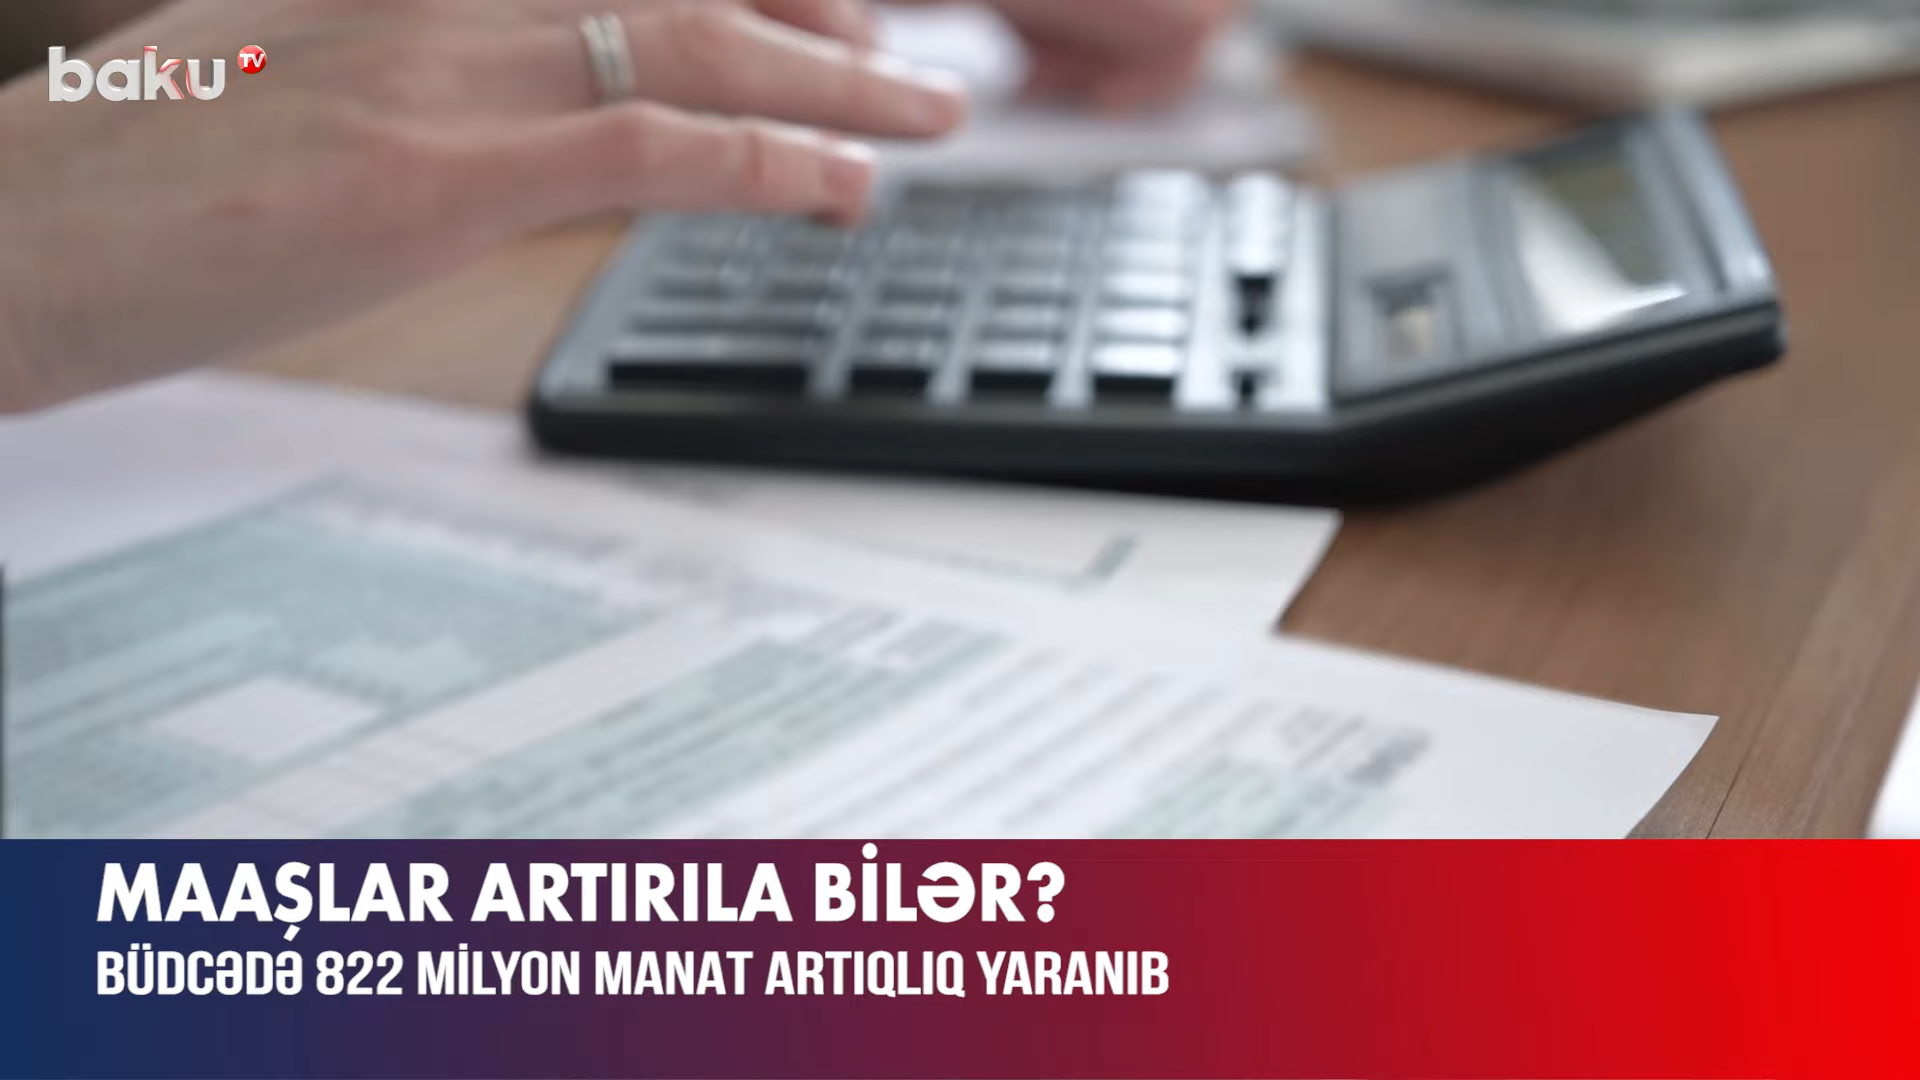 baku TV
MAAŞLAR ARTIRILA BİLƏR?
BÜDCƏDƏ 822 MİLYON MANAT ARTIQLIQ YARANIB